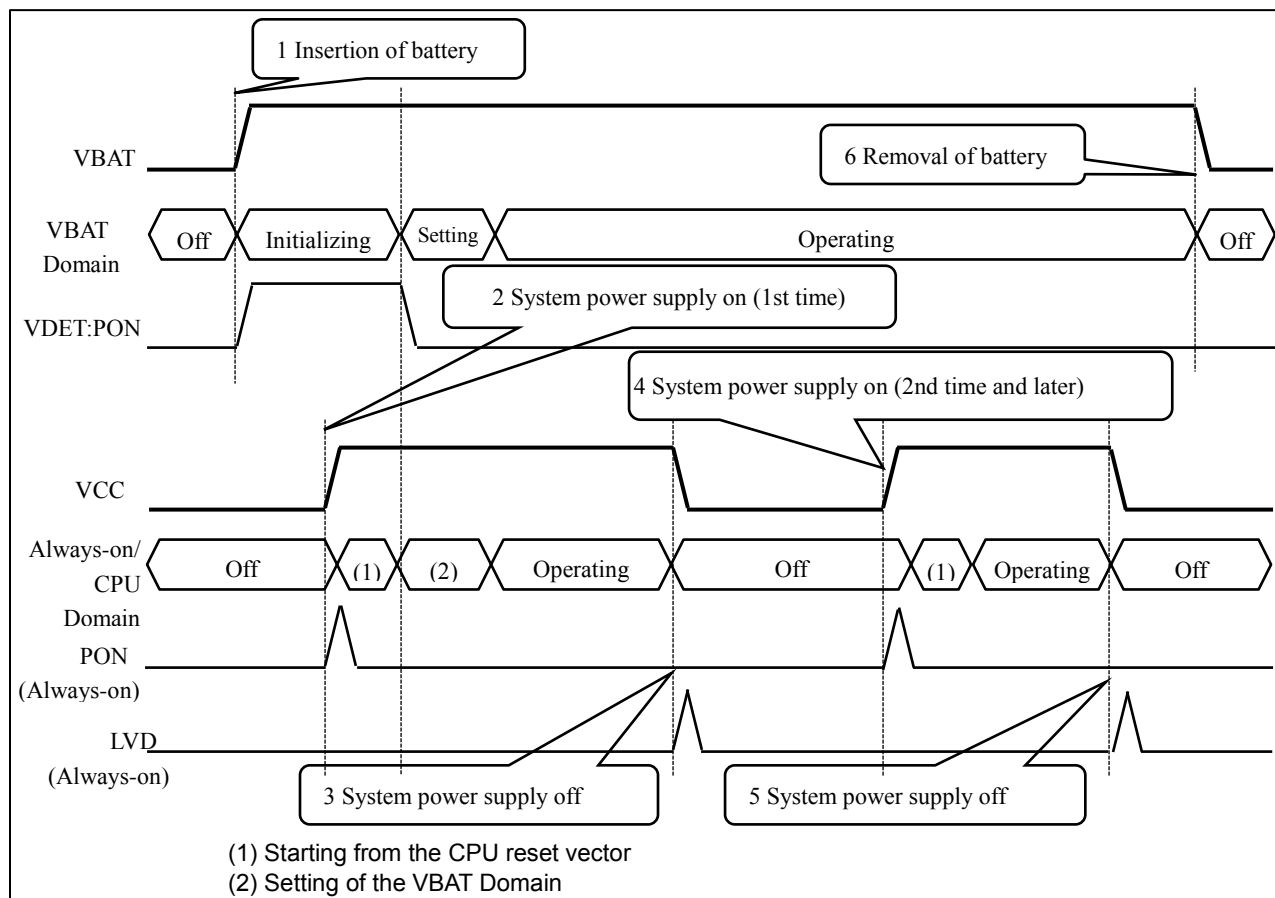 1 Insertion of battery
VBAT
6 Removal of battery
VBAT
Domain
Off
Initializing
Setting
Operating
Off
2 System power supply on (1st time)
VDET:PON
4 System power supply on (2nd time and later)
VCC
Always-on/
CPU
Domain
Off
(1)
(2)
Operating
Off
(1)
Operating
Off
PON
(Always-on)
LVD
(Always-on)
3 System power supply off
5 System power supply off
(1) Starting from the CPU reset vector
(2) Setting of the VBAT Domain